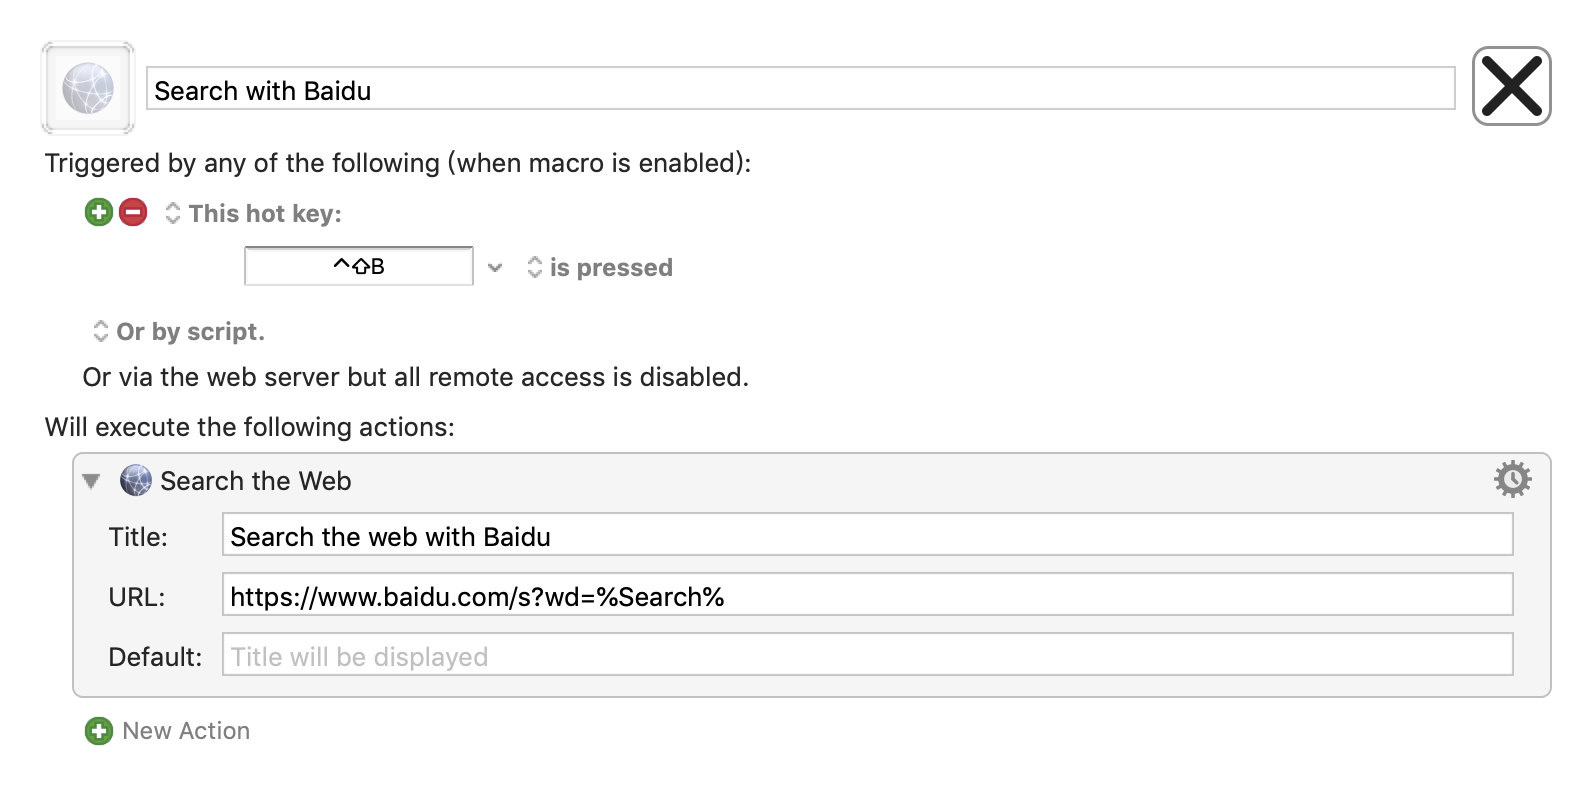 Search with Baidu
Triggered by any of the following (when macro is enabled):
This hot key:
^⇧B is pressed
Or by script.
Or via the web server but all remote access is disabled.
Will execute the following actions:
Search the Web
Title: Search the web with Baidu
URL: https://www.baidu.com/s?wd=%Search%
Default: Title will be displayed
New Action